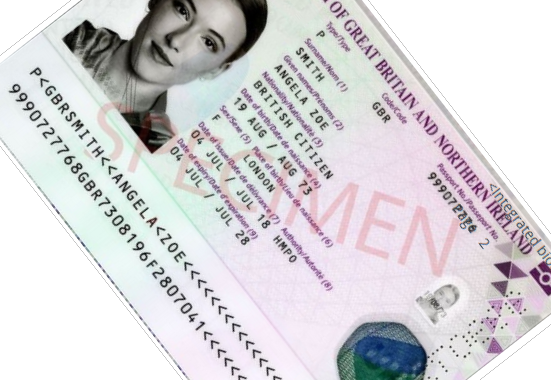 OF GREAT BRITAIN AND NORTHERN IRELAND
Type/Type
P
Code/Code
GBR
Passport No./Passeport No.
Surname/Nom (1)
SMITH
Given names/Prénoms (2)
ANGELA ZOE
Nationality/Nationalité (3)
BRITISH CITIZEN
Date of birth/Date de naissance (4)
19 AUG / AUG 73
Sex/Sexe (5)
F
Place of birth/Lieu de naissance (6)
LONDON
Date of issue/Date de délivrance (7)
04 JUL / JUL 18
Authority/Autorité (8)
HMPO
Date of expiry/Date d'expiration (9)
04 JUL / JUL 28
SPECIMEN
<Integrated bio
2
P<GBRSMITH<<ANGELA<ZOE<<<<<<<<<<
9990727768GBR7308196F2807041<<<<<<